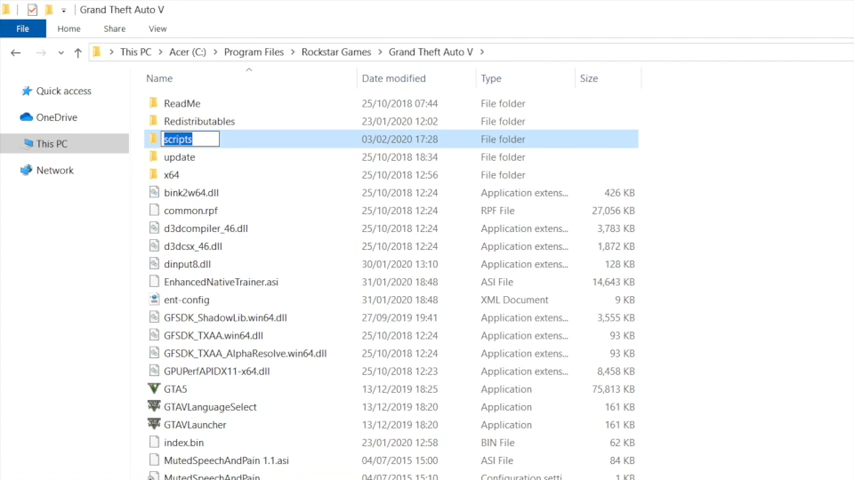 Grand Theft Auto V
File Home Share View
This PC > Acer (C:) > Program Files > Rockstar Games > Grand Theft Auto V >
Name Date modified Type Size
Quick access
OneDrive
This PC
Network
ReadMe 25/10/2018 07:44 File folder
Redistributables 23/01/2020 12:02 File folder
scripts 03/02/2020 17:28 File folder
update 25/10/2018 18:34 File folder
x64 25/10/2018 12:56 File folder
bink2w64.dll 25/10/2018 12:24 Application extens... 426 KB
common.rpf 25/10/2018 12:24 RPF File 27,056 KB
d3dcompiler_46.dll 25/10/2018 12:24 Application extens... 3,783 KB
d3dcsx_46.dll 25/10/2018 12:24 Application extens... 1,872 KB
dinput8.dll 30/01/2020 13:10 Application extens... 128 KB
EnhancedNativeTrainer.asi 31/01/2020 18:48 ASI File 14,643 KB
ent-config 31/01/2020 18:48 XML Document 9 KB
GFSDK_ShadowLib.win64.dll 27/09/2019 19:41 Application extens... 3,555 KB
GFSDK_TXAA.win64.dll 25/10/2018 12:24 Application extens... 93 KB
GFSDK_TXAA_AlphaResolve.win64.dll 25/10/2018 12:24 Application extens... 93 KB
GPUPerfAPIDX11-x64.dll 25/10/2018 12:23 Application extens... 8,458 KB
GTA5 13/12/2019 18:25 Application 75,813 KB
GTAVLanguageSelect 13/12/2019 18:20 Application 161 KB
GTAVLauncher 13/12/2019 18:20 Application 161 KB
index.bin 23/01/2020 12:58 BIN File 62 KB
MutedSpeechAndPain 1.1.asi 04/07/2015 15:00 ASI File 84 KB
MutedSpeechAndPain 04/07/2015 15:10 Configuration setti... 1 KB